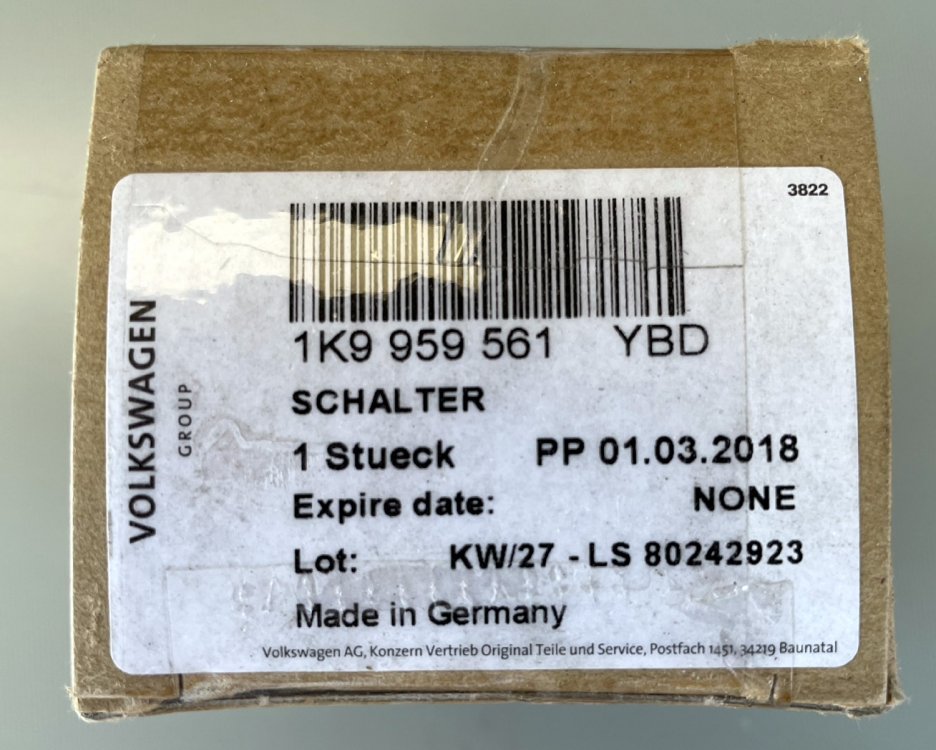 3822
VOLKSWAGEN
GROUP
1K9 959 561 YBD
SCHALTER
1 Stueck PP 01.03.2018
Expire date: NONE
Lot: KW/27 - LS 80242923
Made in Germany
Volkswagen AG, Konzern Vertrieb Original Teile und Service, Postfach 1451, 34219 Baunatal